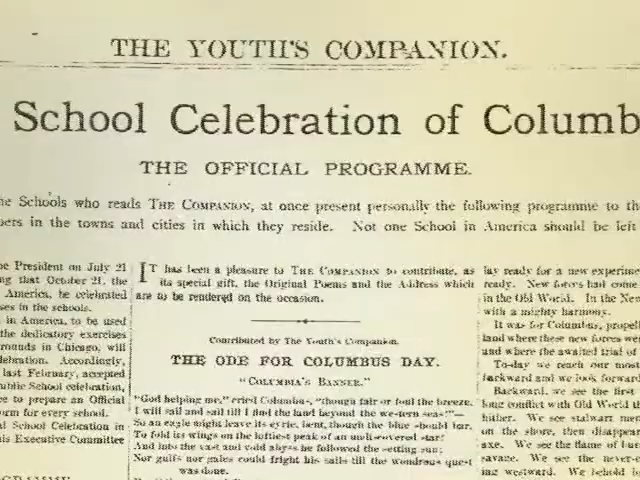 THE YOUTH'S COMPANION.
School Celebration of Columb
THE OFFICIAL PROGRAMME.
he Schools who reads THE COMPANION, at once present personally the following programme to th
pers in the towns and cities in which they reside. Not one School in America should be left
he President on July 21
ng that October 21, the
America, be celebrated
ses in the schools.
in America, to be used
the dedicatory exercises
rounds in Chicago, will
lebration. Accordingly,
last February, accepted
ublic School celebration,
ee to prepare an Official
orm for every school.
al School Celebration in
his Executive Committee
IT has been a pleasure to THE COMPANION to contribute, as
its special gift, the Original Poems and the Address which
are to be rendered on the occasion.
Contributed by The Youth's Companion.
THE ODE FOR COLUMBUS DAY.
"COLUMBIA'S BANNER."
"God helping me," cried Columbus, "though fair or foul the breeze,
I will sail and sail till I find the land beyond the western seas!"—
So an eagle might leave its eyrie, bent, though the blue should bar,
To fold its wings on the loftiest peak of an undiscovered star!
And into the vast and void abyss he followed the setting sun;
Nor gulfs nor gales could fright his sails till the wondrous quest
was done.
lay ready for a new experime
ready. New forces had come
in the Old World. In the New
with a mighty harmony.
It was for Columbus, propell
land where these new forces wer
and where the awaited trial of
To-day we reach our most
backward and we look forward
Backward, we see the first
long conflict with Old World t
hither. We see stalwart men
on the shore, then disappear
axe. We see the flame of
savage. We see the never-
ing westward. We behold